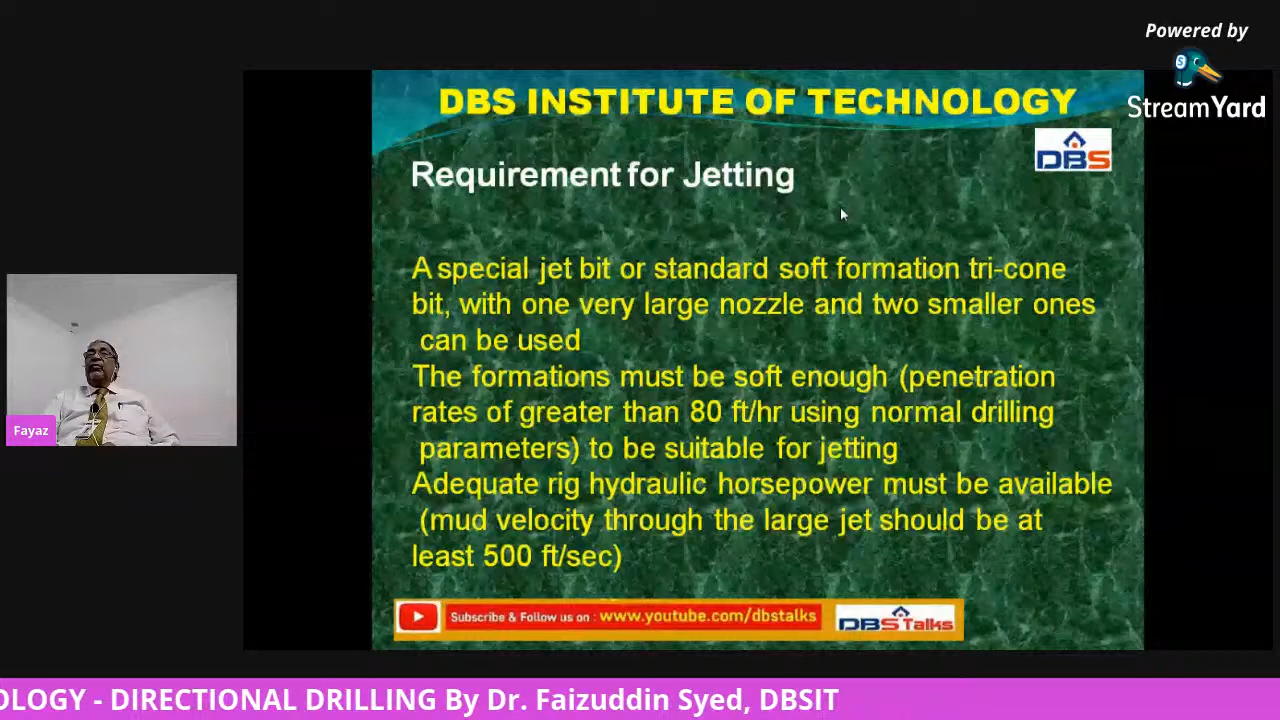 Powered by
StreamYard
DBS INSTITUTE OF TECHNOLOGY
DBS
Requirement for Jetting
A special jet bit or standard soft formation tri-cone
bit, with one very large nozzle and two smaller ones
can be used
The formations must be soft enough (penetration
rates of greater than 80 ft/hr using normal drilling
parameters) to be suitable for jetting
Adequate rig hydraulic horsepower must be available
(mud velocity through the large jet should be at
least 500 ft/sec)
Fayaz
Subscribe & Follow us on : www.youtube.com/dbstalks
DBS Talks
OLOGY - DIRECTIONAL DRILLING By Dr. Faizuddin Syed, DBSIT